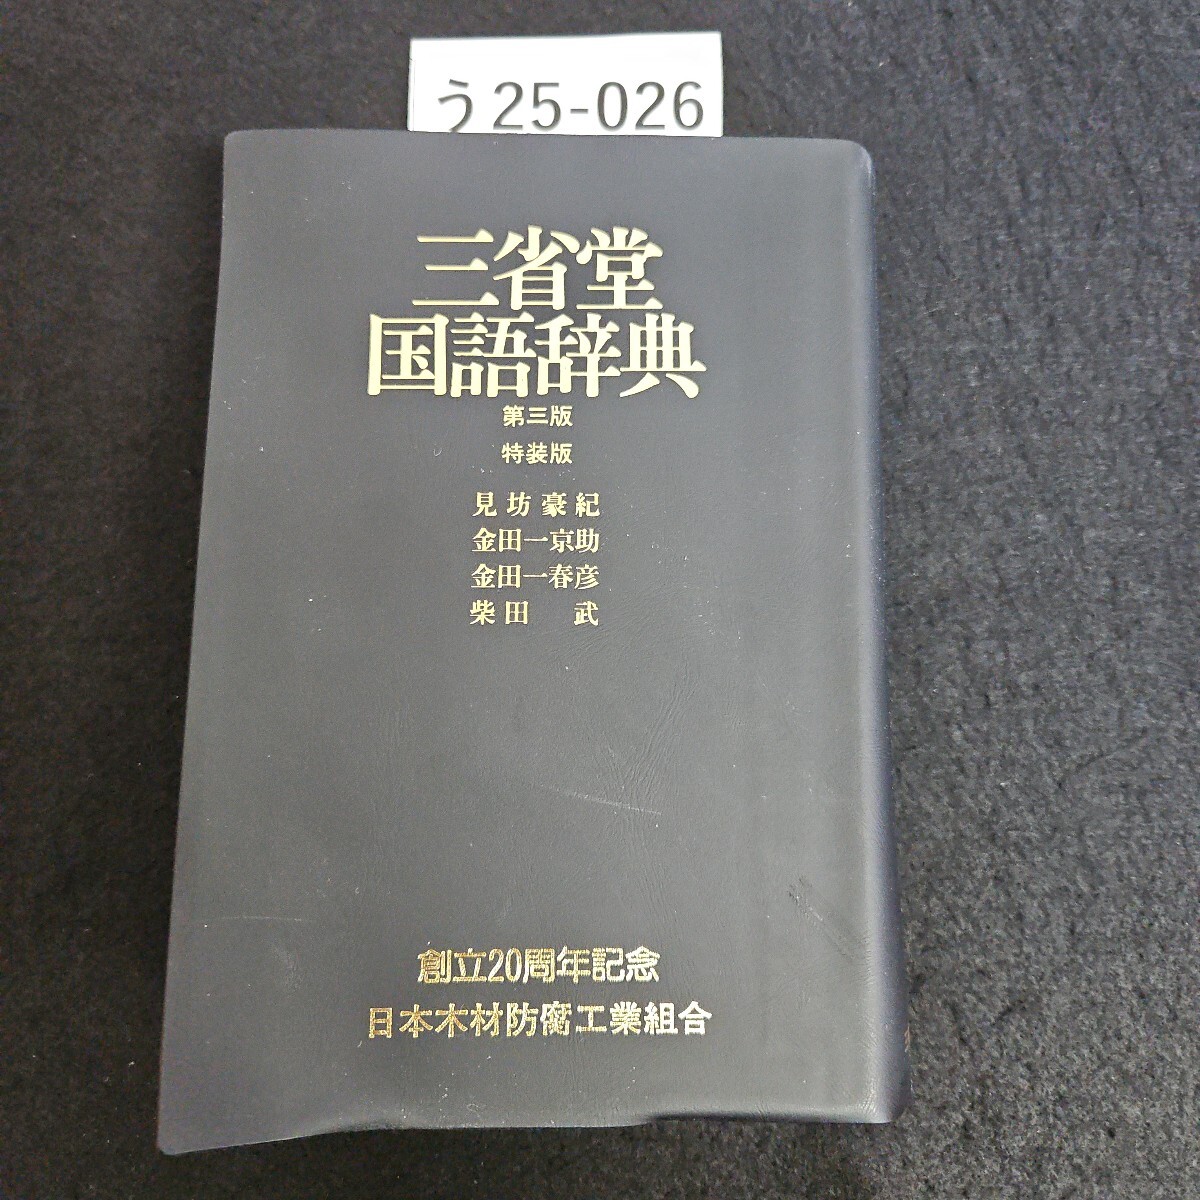 う25-026
三省堂
国語辞典
第三版
特装版
見坊豪紀
金田一京助
金田一春彦
柴田 武
創立20周年記念
日本木材防腐工業組合